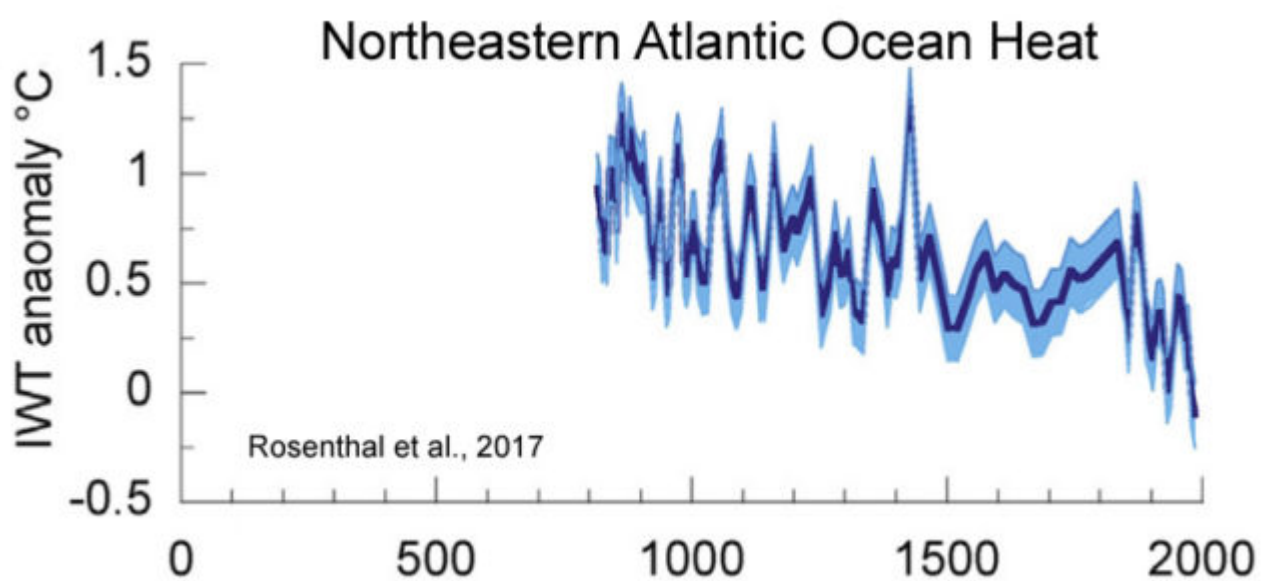 Northeastern Atlantic Ocean Heat
IWT anaomaly °C
1.5
1
0.5
0
-0.5
Rosenthal et al., 2017
0 500 1000 1500 2000